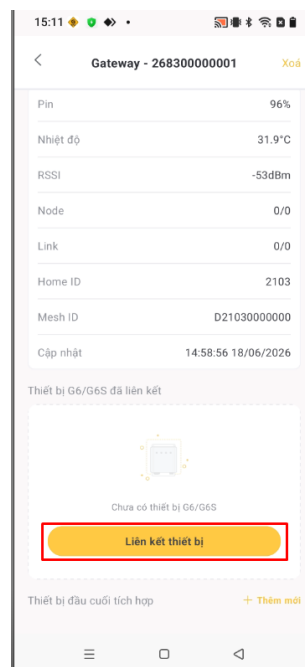 15:11
Gateway - 268300000001 Xoá
Pin 96%
Nhiệt độ 31.9°C
RSSI -53dBm
Node 0/0
Link 0/0
Home ID 2103
Mesh ID D21030000000
Cập nhật 14:58:56 18/06/2026
Thiết bị G6/G6S đã liên kết
Chưa có thiết bị G6/G6S
Liên kết thiết bị
Thiết bị đầu cuối tích hợp + Thêm mới